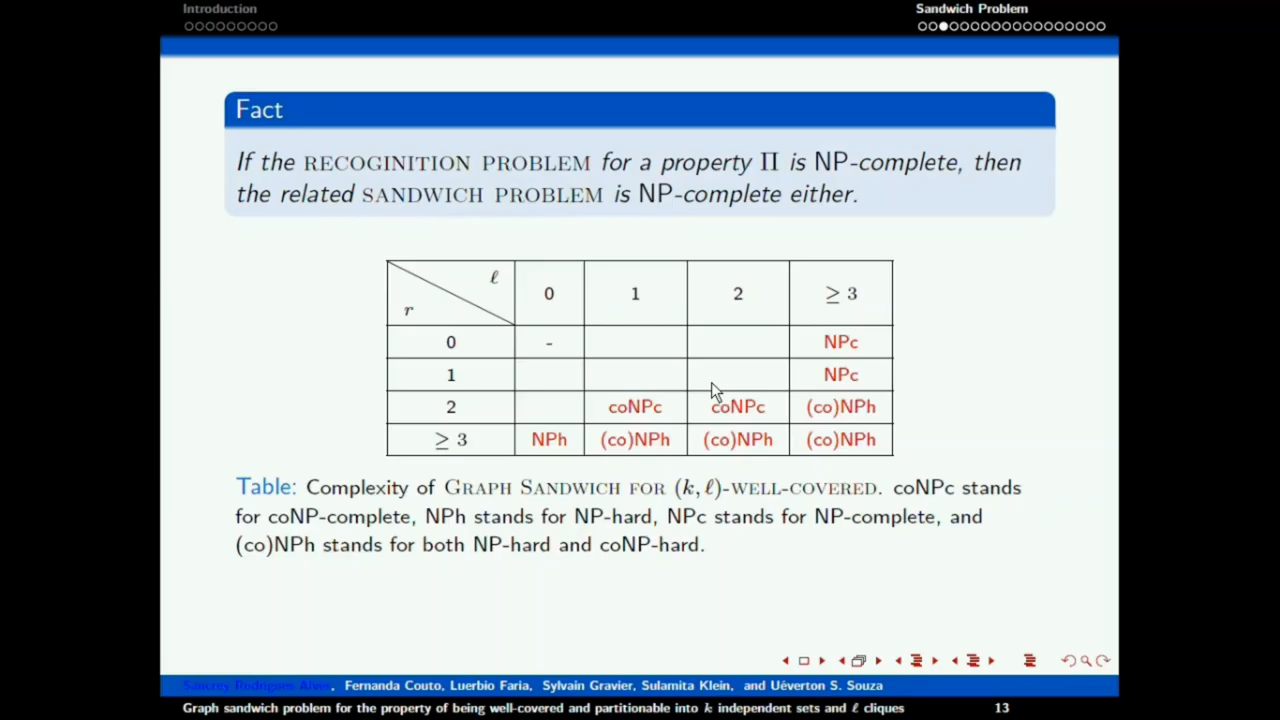 Introduction
Sandwich Problem
Fact
If the RECOGINITION PROBLEM for a property Π is NP-complete, then
the related SANDWICH PROBLEM is NP-complete either.
ℓ
r
0 1 2 ≥ 3
0 - NPc
1 NPc
2 coNPc coNPc (co)NPh
≥ 3 NPh (co)NPh (co)NPh (co)NPh
Table: Complexity of GRAPH SANDWICH FOR (k, ℓ)-WELL-COVERED. coNPc stands
for coNP-complete, NPh stands for NP-hard, NPc stands for NP-complete, and
(co)NPh stands for both NP-hard and coNP-hard.
Sancrey Rodrigues Alves, Fernanda Couto, Luerbio Faria, Sylvain Gravier, Sulamita Klein, and Uéverton S. Souza
Graph sandwich problem for the property of being well-covered and partitionable into k independent sets and ℓ cliques 13